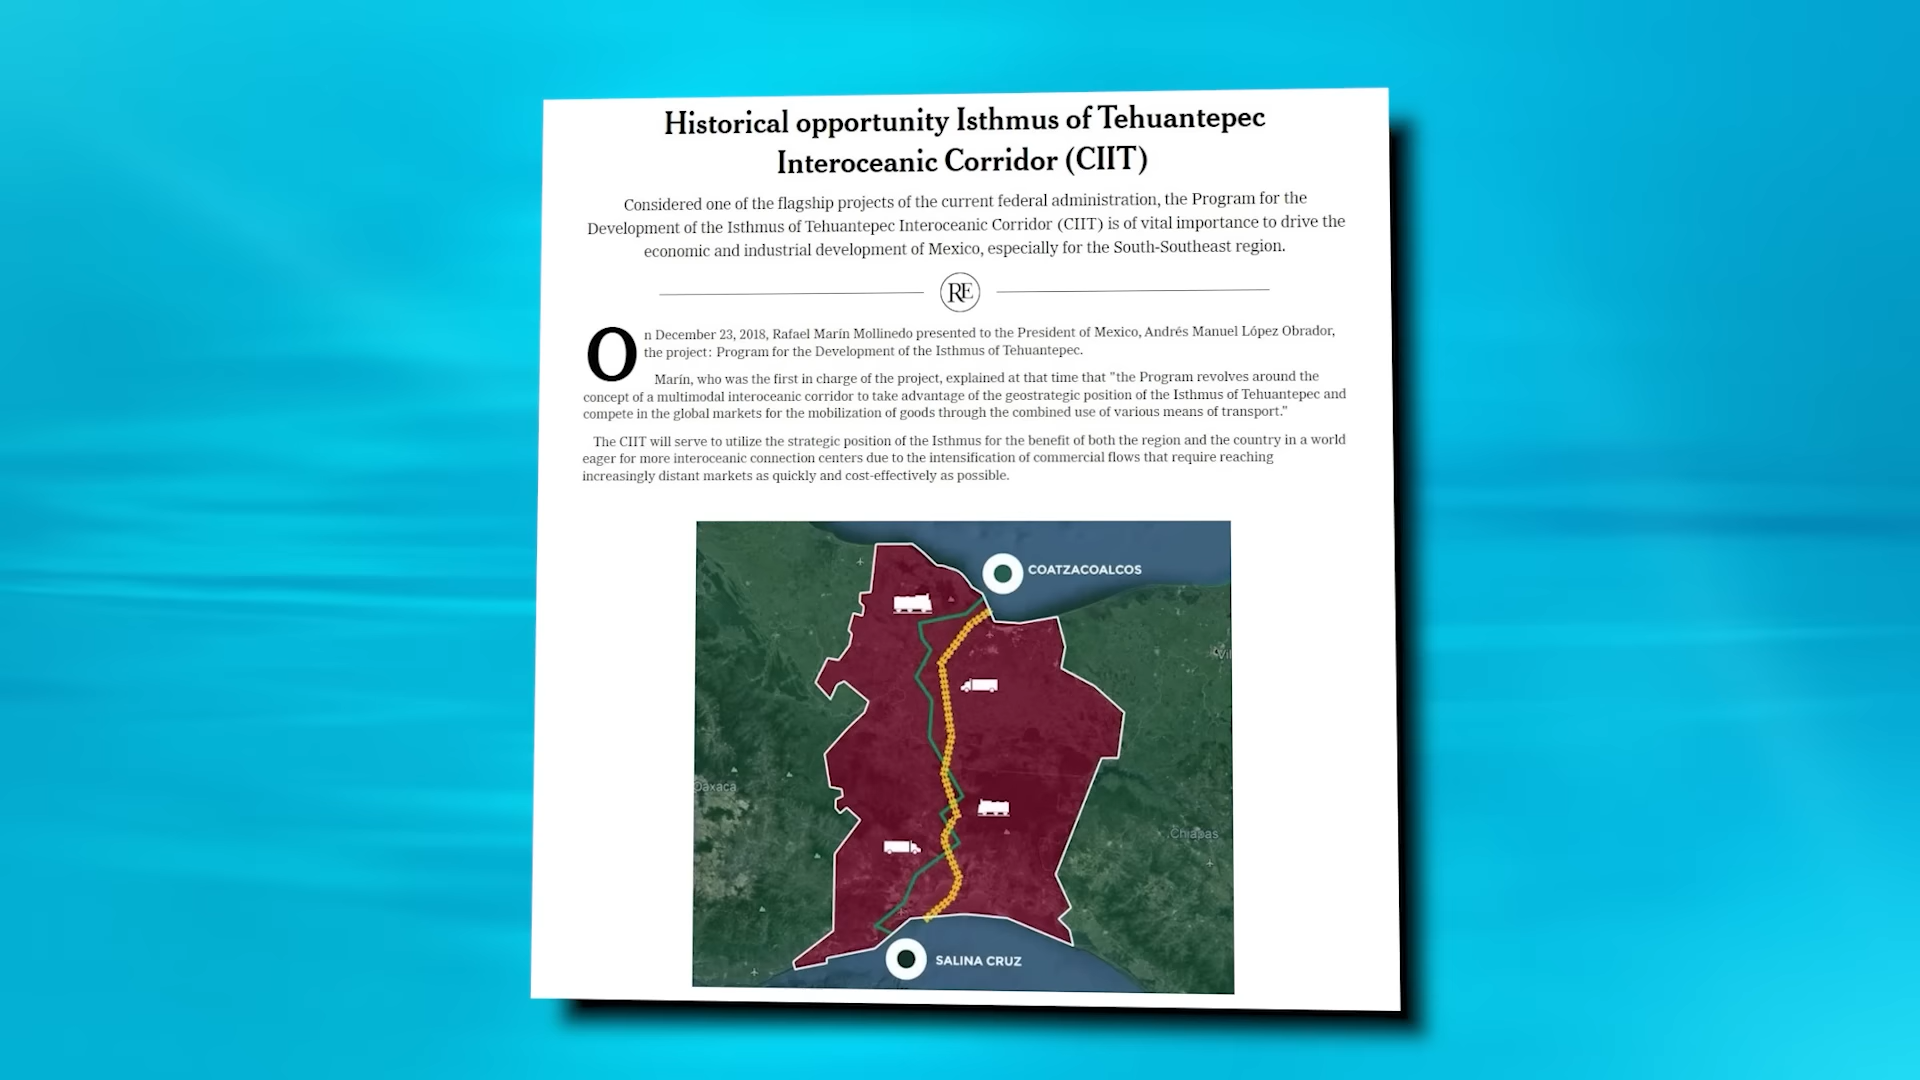 Historical opportunity Isthmus of Tehuantepec
Interoceanic Corridor (CIIT)
Considered one of the flagship projects of the current federal administration, the Program for the
Development of the Isthmus of Tehuantepec Interoceanic Corridor (CIIT) is of vital importance to drive the
economic and industrial development of Mexico, especially for the South-Southeast region.
RE
On December 23, 2018, Rafael Marín Mollinedo presented to the President of Mexico, Andrés Manuel López Obrador,
the project: Program for the Development of the Isthmus of Tehuantepec.
Marín, who was the first in charge of the project, explained at that time that "the Program revolves around the
concept of a multimodal interoceanic corridor to take advantage of the geostrategic position of the Isthmus of Tehuantepec and
compete in the global markets for the mobilization of goods through the combined use of various means of transport."
The CIIT will serve to utilize the strategic position of the Isthmus for the benefit of both the region and the country in a world
eager for more interoceanic connection centers due to the intensification of commercial flows that require reaching
increasingly distant markets as quickly and cost-effectively as possible.
COATZACOALCOS
Vil
Oaxaca
Chiapas
SALINA CRUZ